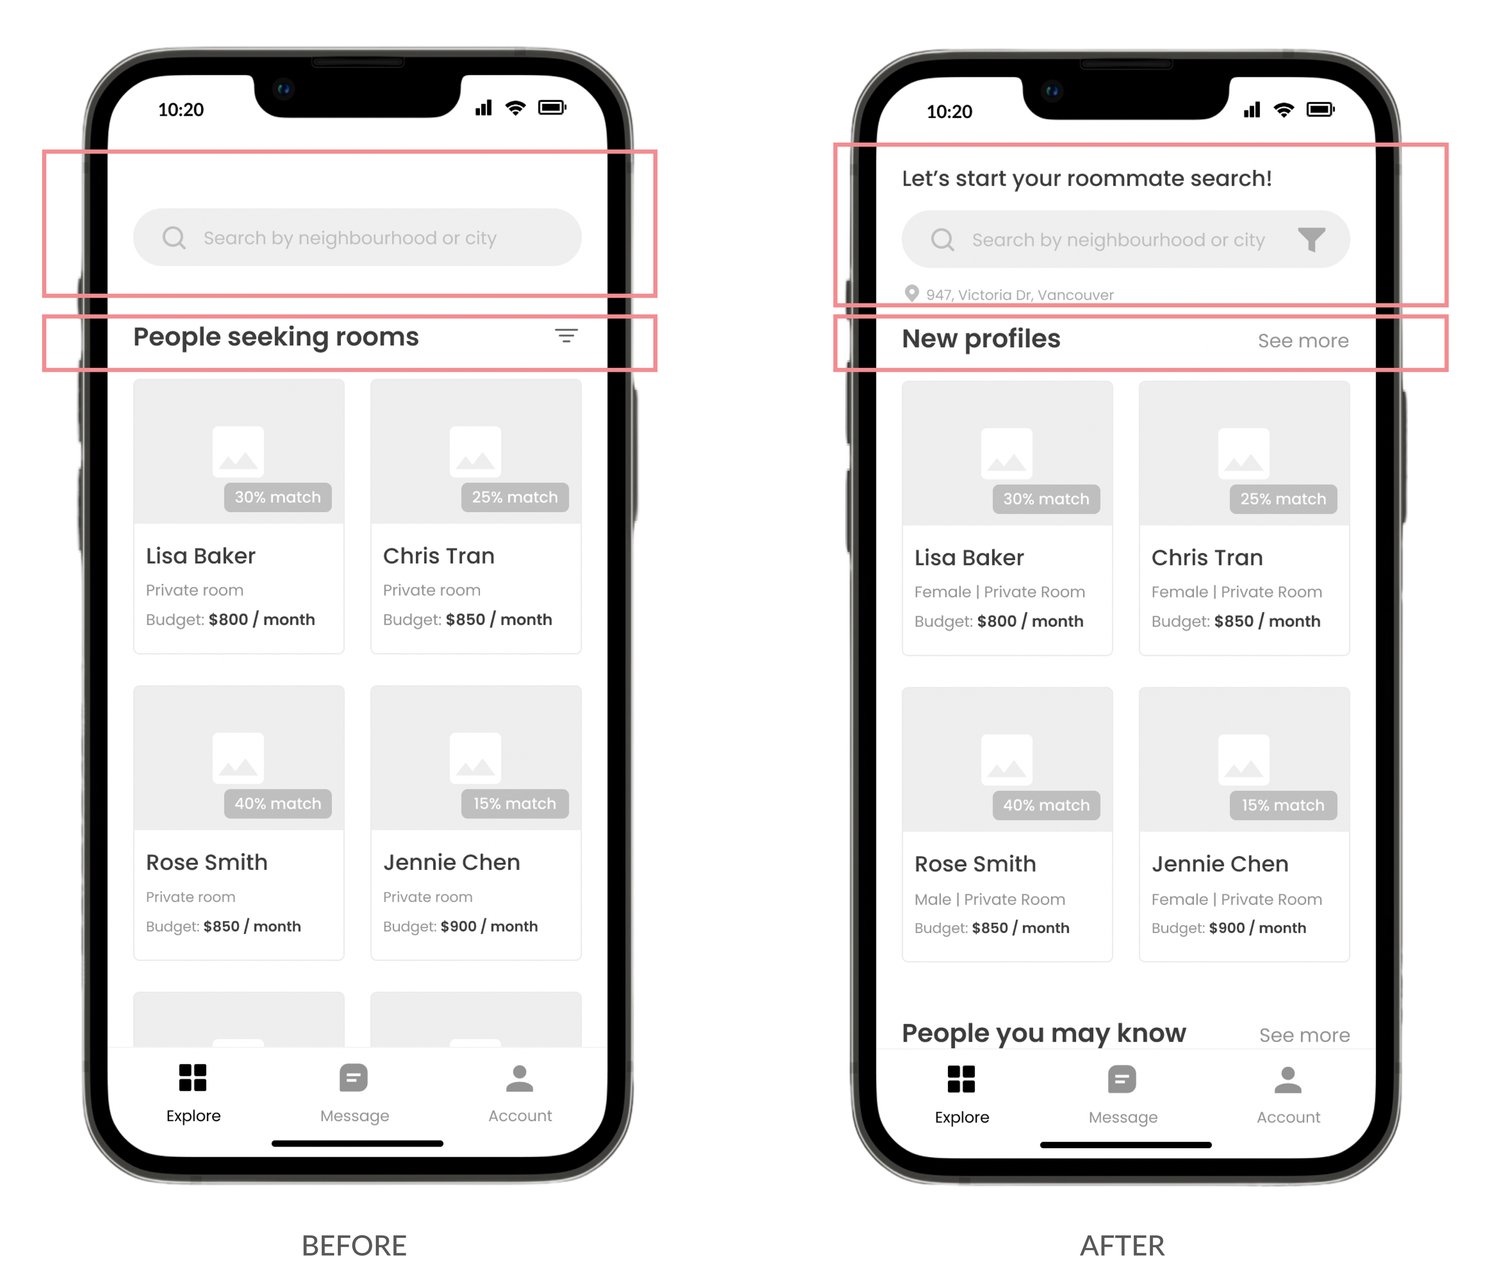 10:20
Search by neighbourhood or city
People seeking rooms
30% match
25% match
Lisa Baker
Chris Tran
Private room
Private room
Budget: $800 / month
Budget: $850 / month
40% match
15% match
Rose Smith
Jennie Chen
Private room
Private room
Budget: $850 / month
Budget: $900 / month
Explore
Message
Account
BEFORE
10:20
Let's start your roommate search!
Search by neighbourhood or city
947, Victoria Dr, Vancouver
New profiles
See more
30% match
25% match
Lisa Baker
Chris Tran
Female | Private Room
Female | Private Room
Budget: $800 / month
Budget: $850 / month
40% match
15% match
Rose Smith
Jennie Chen
Male | Private Room
Female | Private Room
Budget: $850 / month
Budget: $900 / month
People you may know
See more
Explore
Message
Account
AFTER